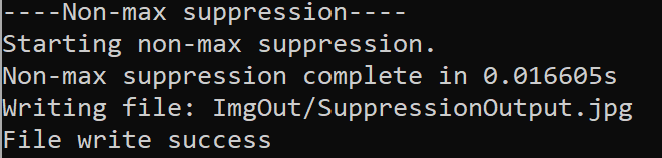 ----Non-max suppression----
Starting non-max suppression.
Non-max suppression complete in 0.016605s
Writing file: ImgOut/SuppressionOutput.jpg
File write success